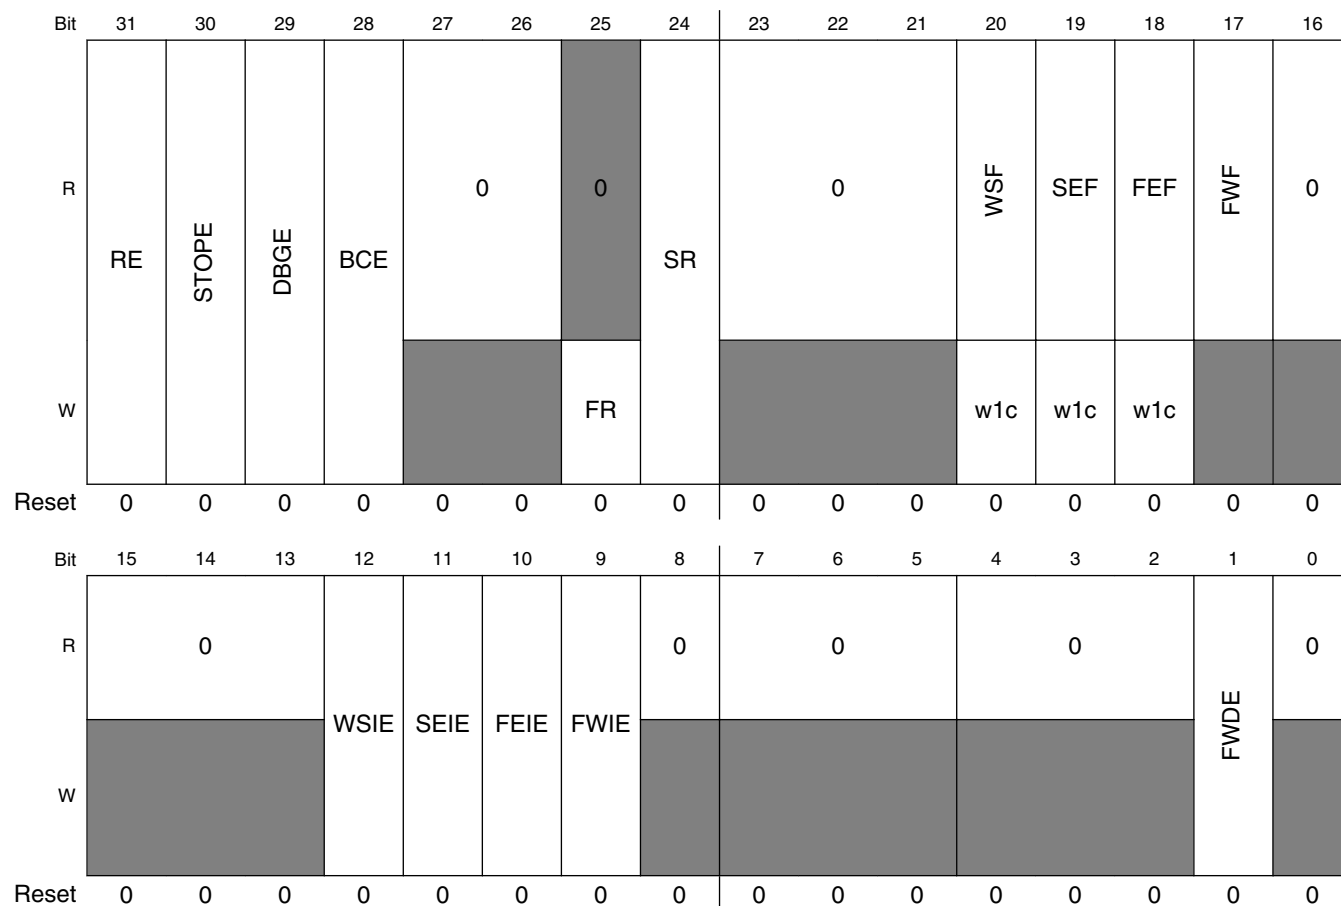 Bit 31 30 29 28 27 26 25 24 23 22 21 20 19 18 17 16
R RE STOPE DBGE BCE 0 0 SR 0 WSF SEF FEF FWF 0
W FR w1c w1c w1c
Reset 0 0 0 0 0 0 0 0 0 0 0 0 0 0 0 0
Bit 15 14 13 12 11 10 9 8 7 6 5 4 3 2 1 0
R 0 WSIE SEIE FEIE FWIE 0 0 0 FWDE 0
W
Reset 0 0 0 0 0 0 0 0 0 0 0 0 0 0 0 0